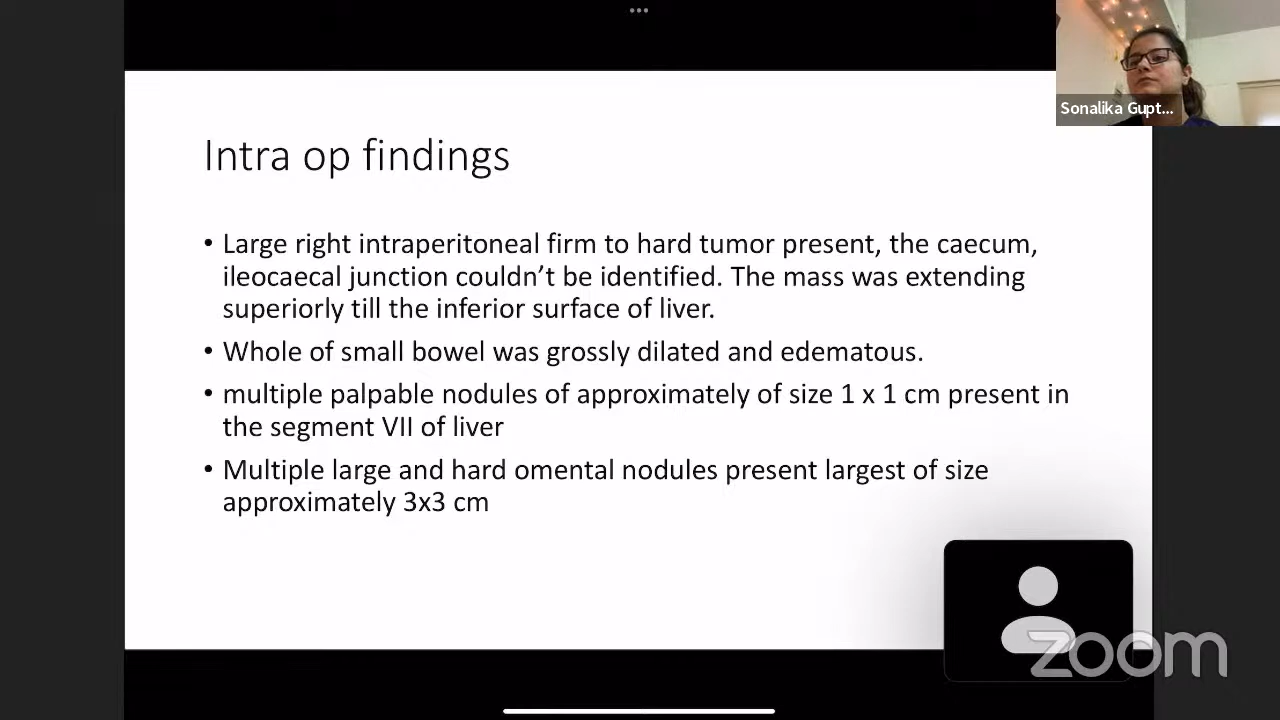 Sonalika Gupt...
Intra op findings
• Large right intraperitoneal firm to hard tumor present, the caecum,
ileocaecal junction couldn’t be identified. The mass was extending
superiorly till the inferior surface of liver.
• Whole of small bowel was grossly dilated and edematous.
• multiple palpable nodules of approximately of size 1 x 1 cm present in
the segment VII of liver
• Multiple large and hard omental nodules present largest of size
approximately 3x3 cm
zoom